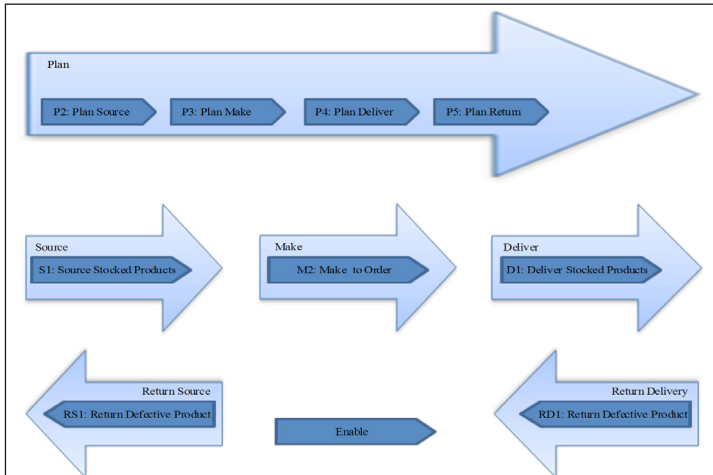 Plan
P2: Plan Source
P3: Plan Make
P4: Plan Deliver
P5: Plan Return
Source
S1: Source Stocked Products
Make
M2: Make to Order
Deliver
D1: Deliver Stocked Products
Return Source
RS1: Return Defective Product
Enable
Return Delivery
RD1: Return Defective Product